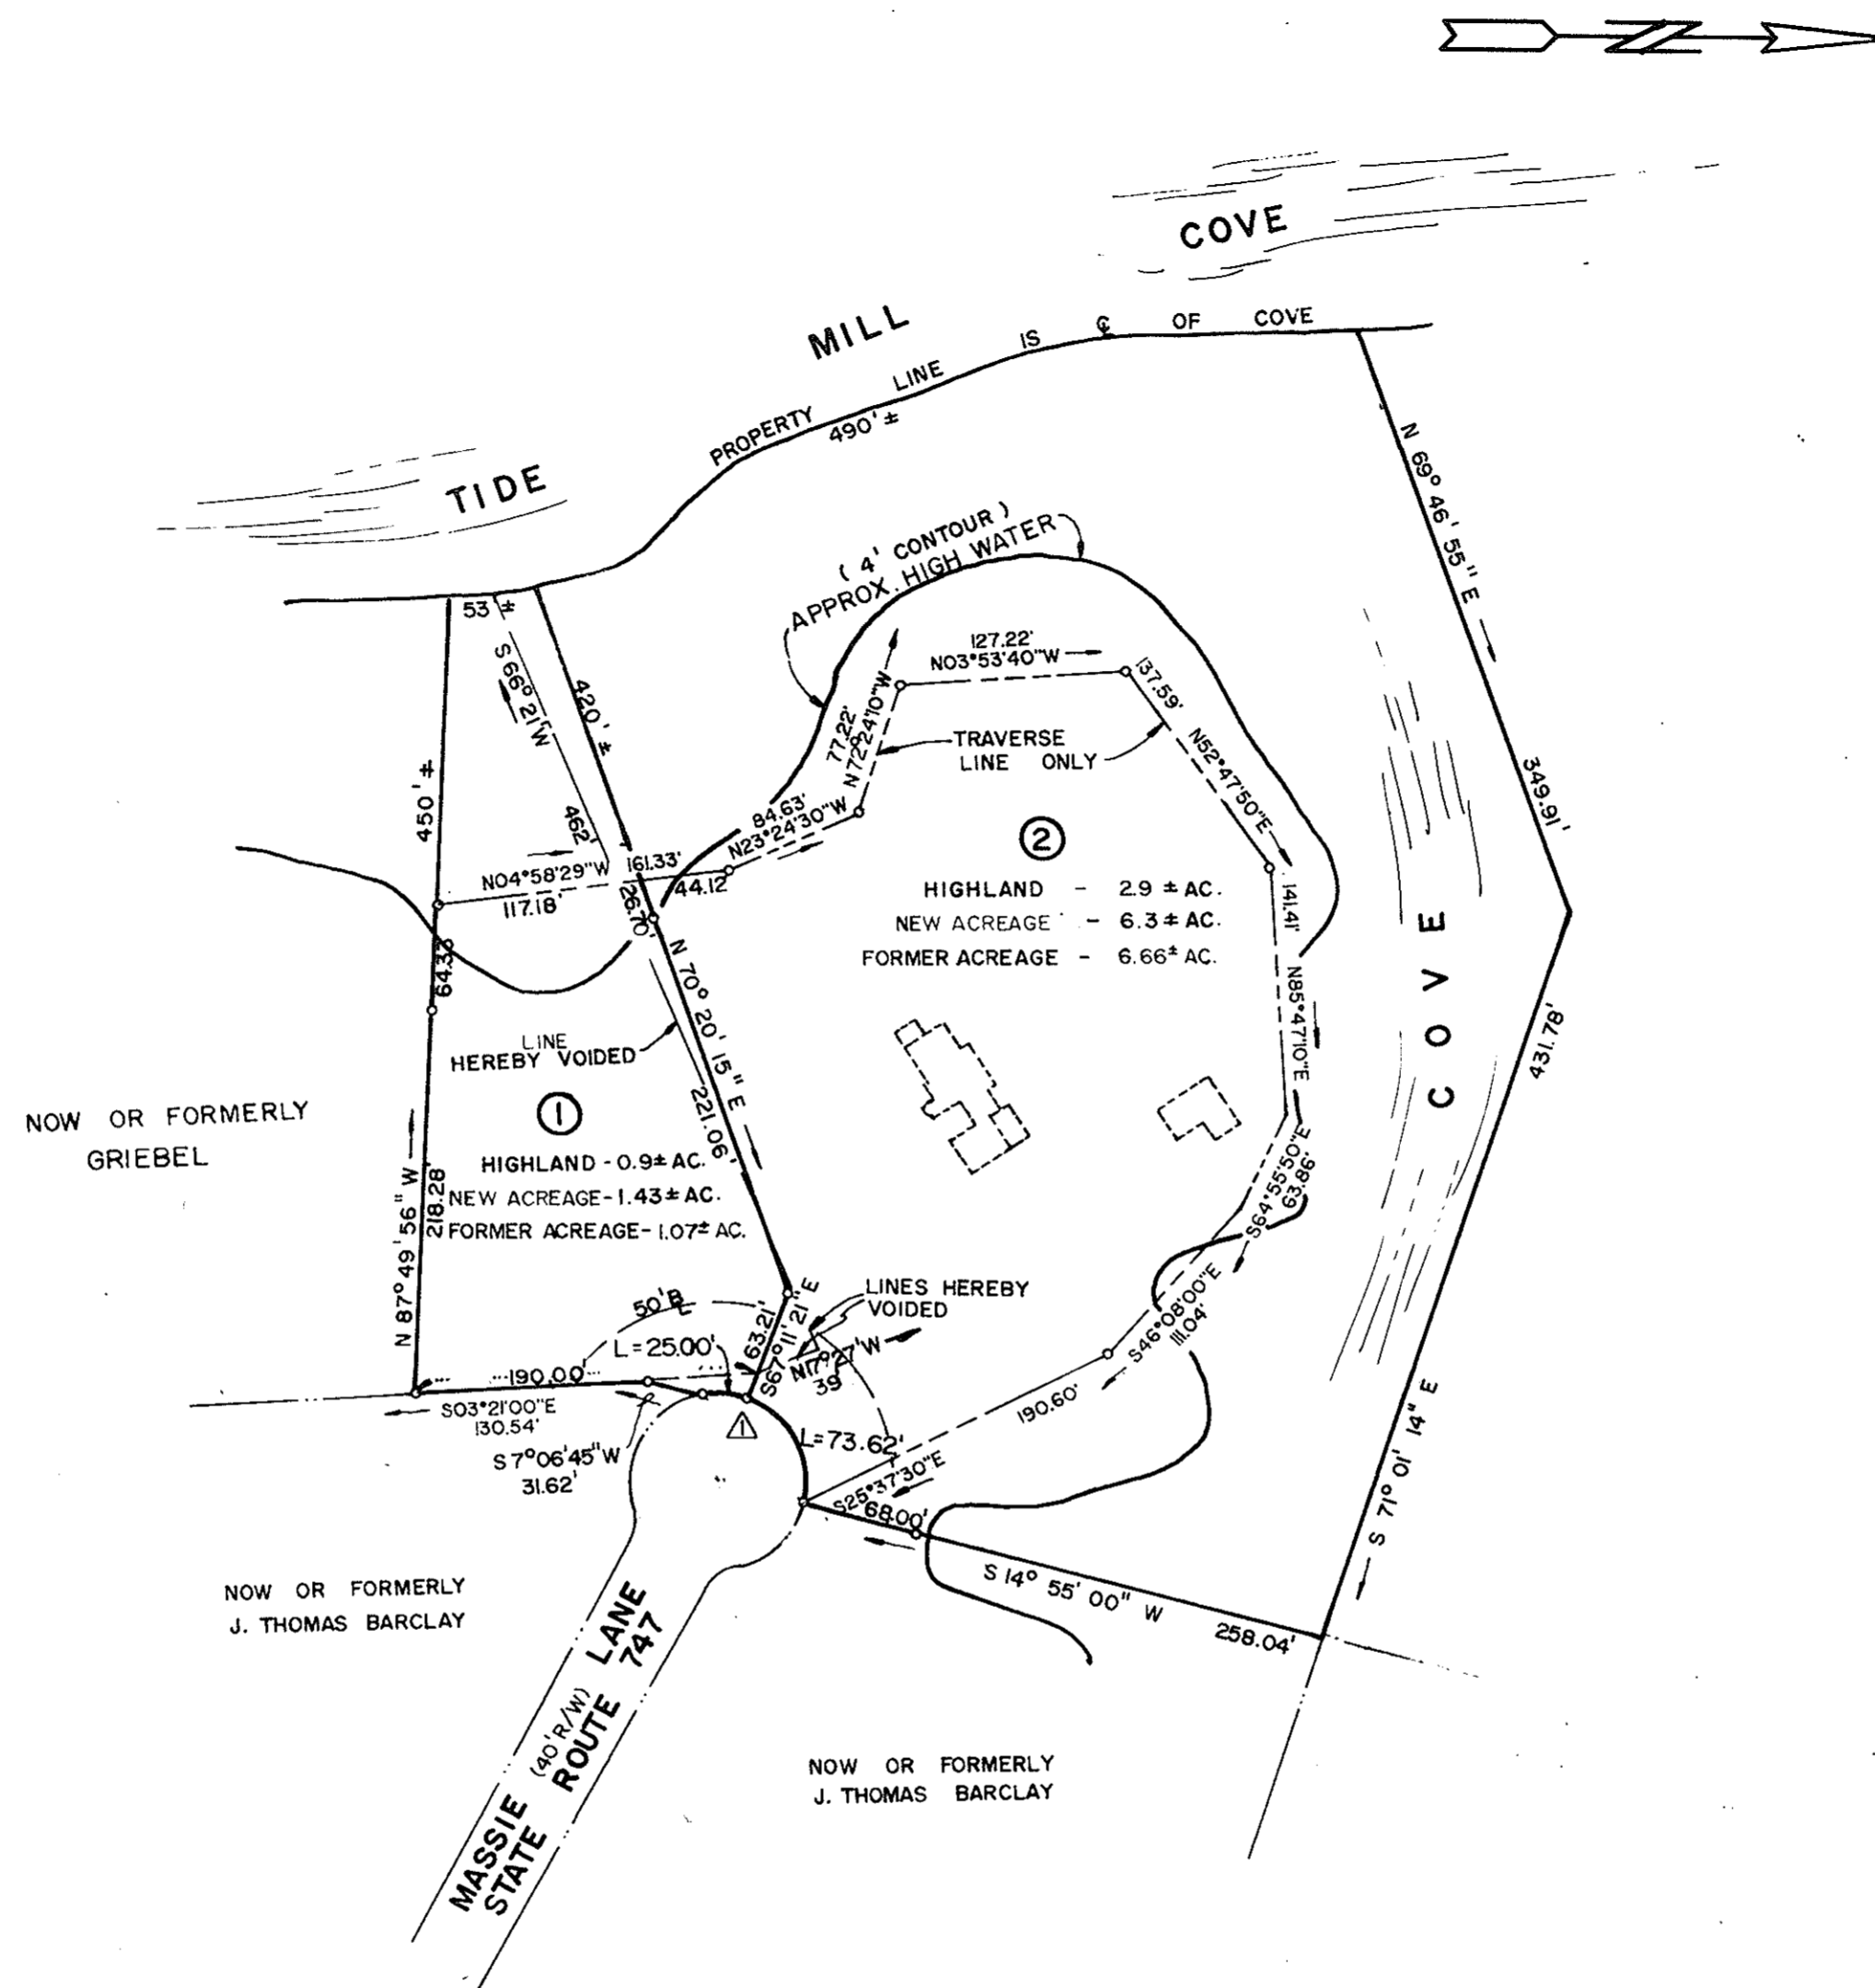 COVE
MILL
TIDE
PROPERTY LINE IS ℄ OF COVE
490' ±
N 69° 46' 55" E
349.91'
( 4' CONTOUR )
APPROX. HIGH WATER
53 ±
S 66° 21' W
462'
420' ±
450' ±
127.22'
N03°53'40"W
137.59'
N52°47'50"E
77.22'
N72°24'10"W
TRAVERSE
LINE ONLY
84.63'
N23°24'30"W
N04°58'29"W
161.33'
117.18'
44.12
26.70'
64.33
2
HIGHLAND - 2.9 ± AC.
NEW ACREAGE - 6.3 ± AC.
FORMER ACREAGE - 6.66± AC.
141.41'
N85°47'10"E
COVE
431.78'
S 71° 01' 14" E
N 70° 20' 15" E
221.06'
LINE
HEREBY VOIDED
NOW OR FORMERLY
GRIEBEL
1
HIGHLAND - 0.9± AC.
NEW ACREAGE - 1.43± AC.
FORMER ACREAGE - 1.07± AC.
N 87° 49' 56" W
218.28'
S64°55'50"E
63.86'
S46°08'00"E
111.04'
LINES HEREBY
VOIDED
50' BL
L=25.00'
63.21'
S67°11'21"E
N17°27'W
39'
190.00'
S03°21'00"E
130.54'
S7°06'45"W
31.62'
1
L=73.62'
190.60'
S25°37'30"E
68.00'
S 14° 55' 00" W
258.04'
NOW OR FORMERLY
J. THOMAS BARCLAY
MASSIE LANE
(40' R/W)
STATE ROUTE 747
NOW OR FORMERLY
J. THOMAS BARCLAY